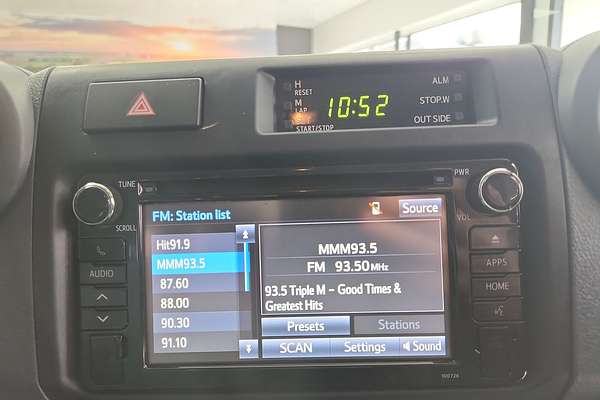 H
RESET
M
LAP
START/STOP
10:52
ALM
STOP.W
OUT SIDE
TUNE
SCROLL
AUDIO
PWR
VOL
APPS
HOME
FM: Station list
Source
Hit91.9
MMM93.5
87.60
88.00
90.30
91.10
MMM93.5
FM 93.50 MHz
93.5 Triple M – Good Times &
Greatest Hits
Presets
Stations
SCAN
Settings
Sound
100726